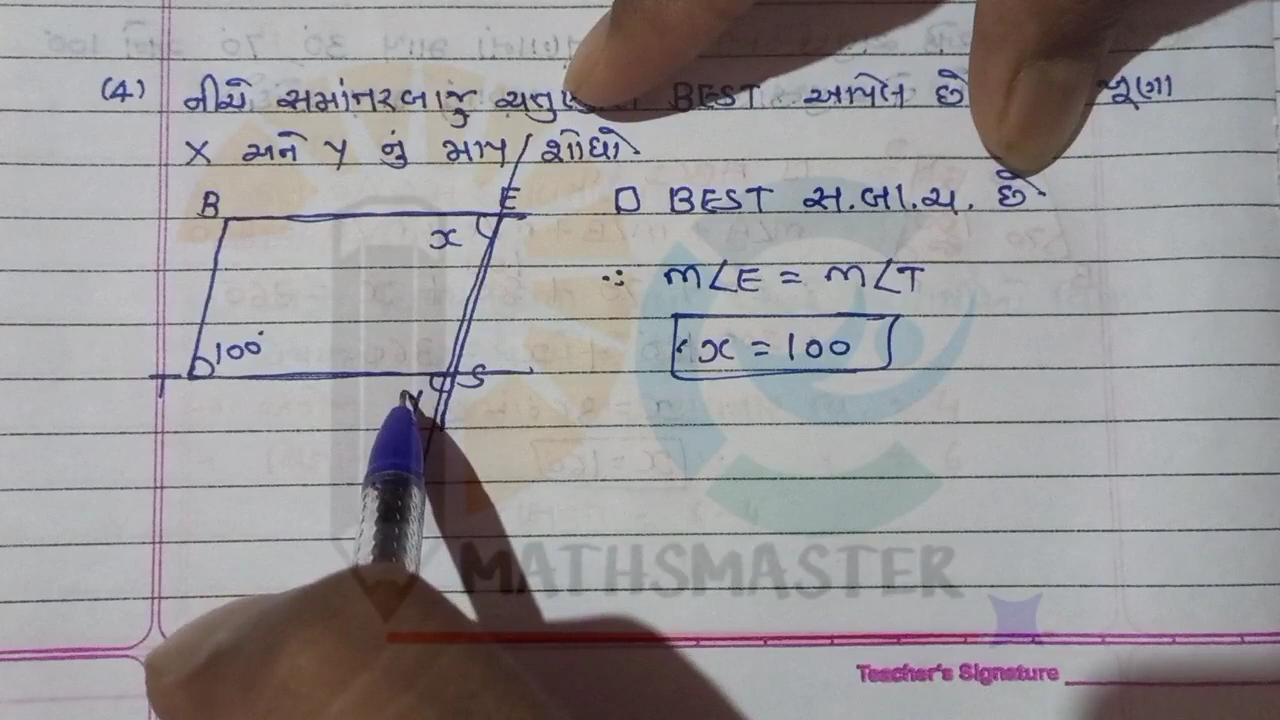 (4) નીચે સમાંતરબાજુ BEST આપેલ છે
x અને y નું માપ શોધો
B E
x
100°
S
y
□ BEST સ.બા.ચ. છે
∴ m∠E = m∠T
x = 100
MATHSMASTER
Teacher's Signature